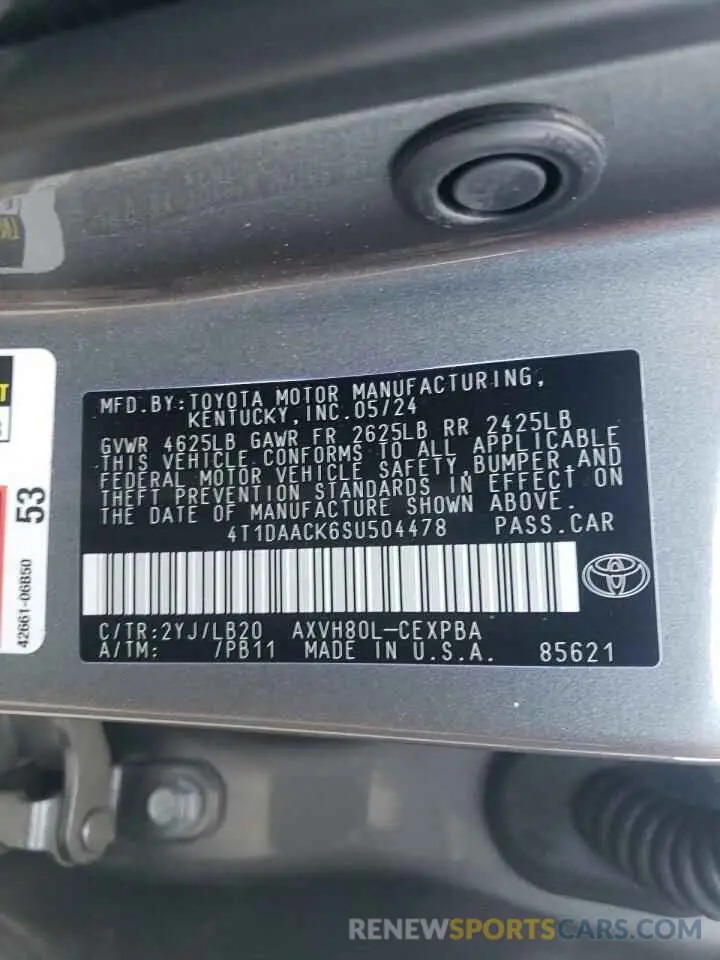 MFD.BY:TOYOTA MOTOR MANUFACTURING,
KENTUCKY,INC.05/24
GVWR 4625LB GAWR FR 2625LB RR 2425LB
THIS VEHICLE CONFORMS TO ALL APPLICABLE
FEDERAL MOTOR VEHICLE SAFETY,BUMPER,AND
THEFT PREVENTION STANDARDS IN EFFECT ON
THE DATE OF MANUFACTURE SHOWN ABOVE.
4T1DAACK6SU504478 PASS.CAR
C/TR:2YJ/LB20 AXVH80L-CEXPBA
A/TM: /PB11 MADE IN U.S.A. 85621
53
42661-06B50
RENEWSPORTSCARS.COM